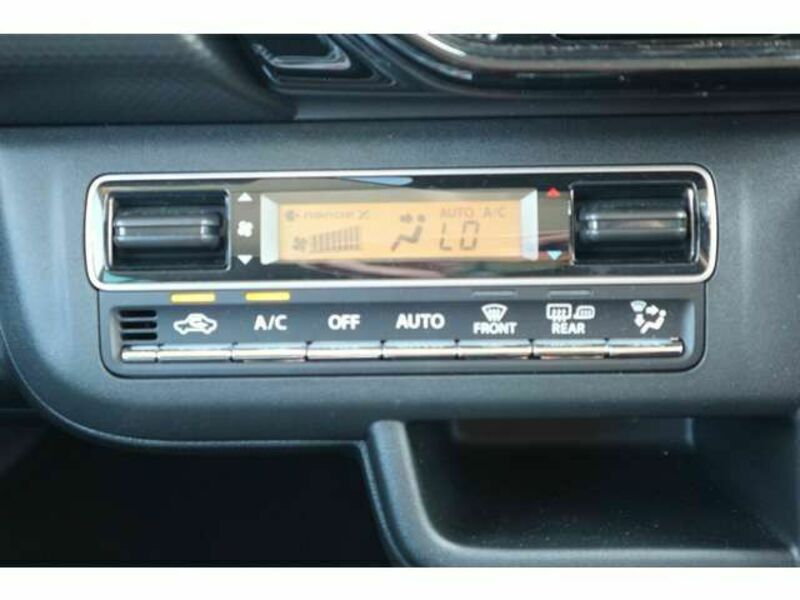 nanoe X AUTO A/C
LO
A/C OFF AUTO FRONT REAR